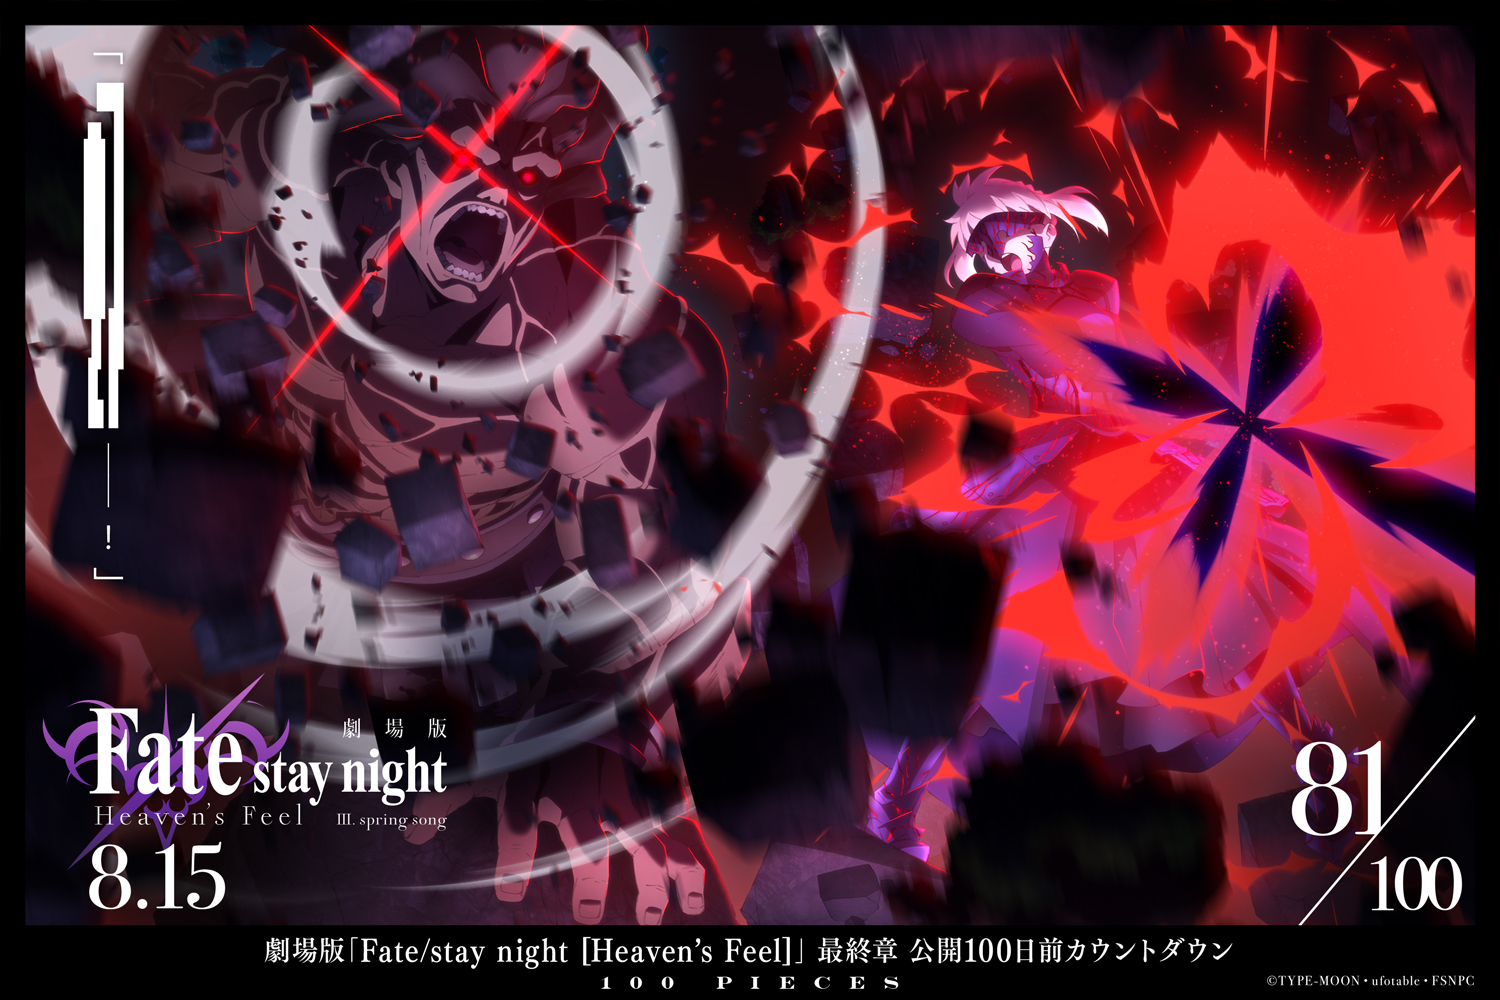 「 ── ! 」
劇場版
Fate stay night
Heaven's Feel III. spring song
8.15
81/100
劇場版「Fate/stay night [Heaven's Feel]」 最終章 公開100日前カウントダウン
100 PIECES
©TYPE-MOON・ufotable・FSNPC